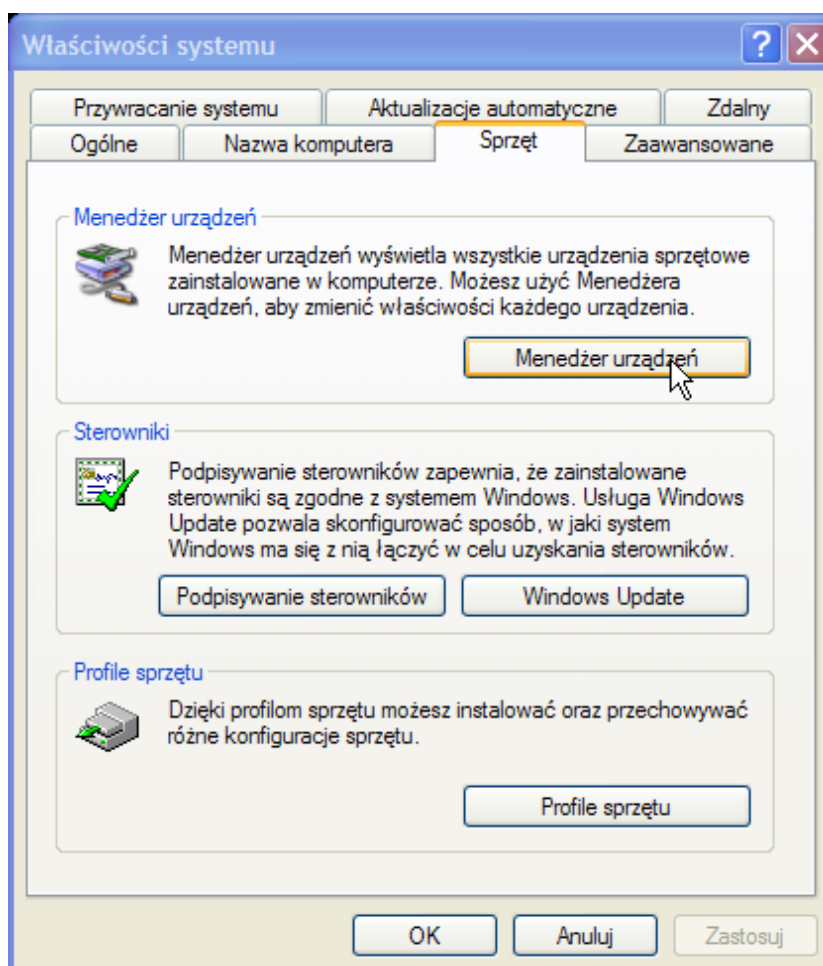 Właściwości systemu
Przywracanie systemu
Aktualizacje automatyczne
Zdalny
Ogólne
Nazwa komputera
Sprzęt
Zaawansowane
Menedżer urządzeń
Menedżer urządzeń wyświetla wszystkie urządzenia sprzętowe
zainstalowane w komputerze. Możesz użyć Menedżera
urządzeń, aby zmienić właściwości każdego urządzenia.
Menedżer urządzeń
Sterowniki
Podpisywanie sterowników zapewnia, że zainstalowane
sterowniki są zgodne z systemem Windows. Usługa Windows
Update pozwala skonfigurować sposób, w jaki system
Windows ma się z nią łączyć w celu uzyskania sterowników.
Podpisywanie sterowników
Windows Update
Profile sprzętu
Dzięki profilom sprzętu możesz instalować oraz przechowywać
różne konfiguracje sprzętu.
Profile sprzętu
OK
Anuluj
Zastosuj